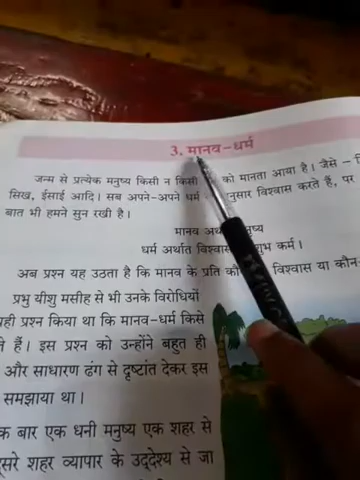 3. मानव-धर्म
जन्म से प्रत्येक मनुष्य किसी न किसी को मानता आया है। जैसे –
सिख, ईसाई आदि। सब अपने-अपने धर्म नुसार विश्वास करते हैं, पर
बात भी हमने सुन रखी है।
मानव अर्थ नुष्य
धर्म अर्थात विश्वास शुभ कर्म।
अब प्रश्न यह उठता है कि मानव के प्रति कौ विश्वास या कौन-
प्रभु यीशु मसीह से भी उनके विरोधियों
यही प्रश्न किया था कि मानव-धर्म किसे
ते हैं। इस प्रश्न को उन्होंने बहुत ही
और साधारण ढंग से दृष्टांत देकर इस
समझाया था।
क बार एक धनी मनुष्य एक शहर से
दूसरे शहर व्यापार के उद्देश्य से जा